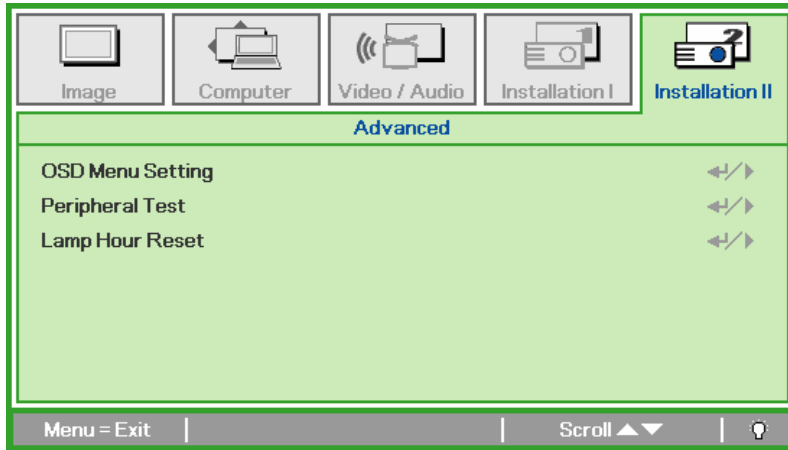 Image Computer Video / Audio Installation I Installation II
Advanced
OSD Menu Setting
Peripheral Test
Lamp Hour Reset
Menu = Exit Scroll ▲▼